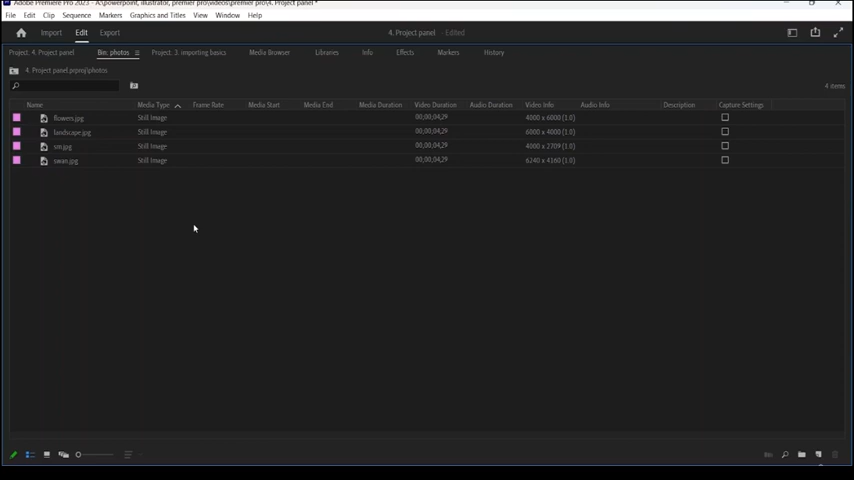 Adobe Premiere Pro 2023 - A:\powerpoint, illustrator, premier pro\videos\premier pro\4. Project panel *
File Edit Clip Sequence Markers Graphics and Titles View Window Help
Import Edit Export 4. Project panel - Edited
Project: 4. Project panel Bin: photos Project: 3. importing basics Media Browser Libraries Info Effects Markers History
4. Project panel.prproj\photos
4 items
Name Media Type Frame Rate Media Start Media End Media Duration Video Duration Audio Duration Video Info Audio Info Description Capture Settings
flowers.jpg Still Image 00;00;04;29 4000 x 6000 (1.0)
landscape.jpg Still Image 00;00;04;29 6000 x 4000 (1.0)
sm.jpg Still Image 00;00;04;29 4000 x 2709 (1.0)
swan.jpg Still Image 00;00;04;29 6240 x 4160 (1.0)